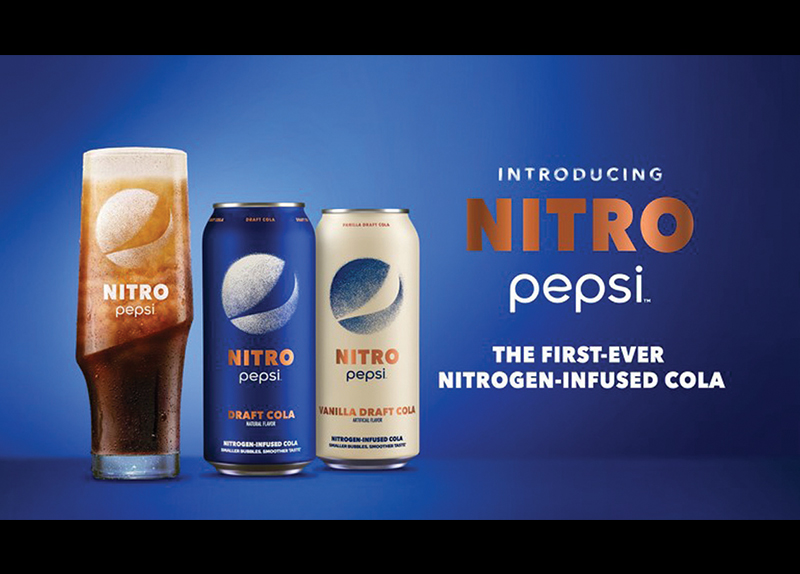 NITRO
pepsi
DRAFT COLA
NITRO
pepsi
DRAFT COLA
NATURAL FLAVOR
NITROGEN-INFUSED COLA
SMALLER BUBBLES, SMOOTHER TASTE
VANILLA DRAFT COLA
NITRO
pepsi
VANILLA DRAFT COLA
ARTIFICIAL FLAVOR
NITROGEN-INFUSED COLA
SMALLER BUBBLES, SMOOTHER TASTE
INTRODUCING
NITRO
pepsi™
THE FIRST-EVER
NITROGEN-INFUSED COLA